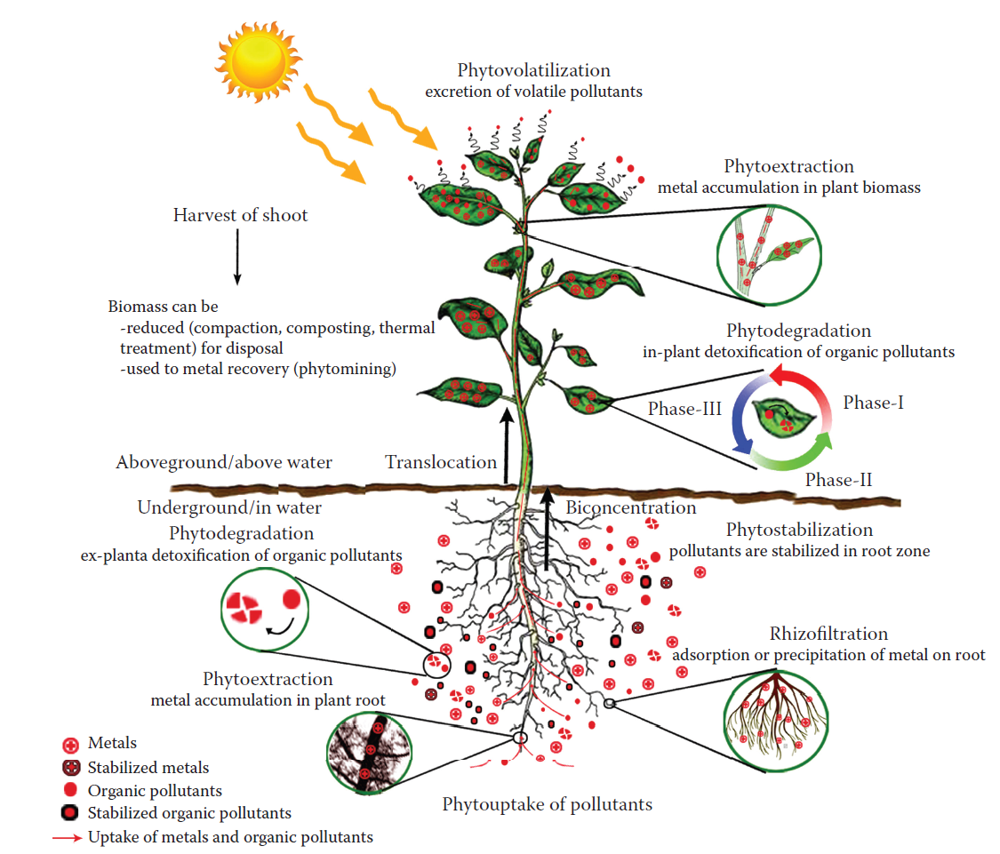 Phytovolatilization
excretion of volatile pollutants
Phytoextraction
metal accumulation in plant biomass
Harvest of shoot
Biomass can be
-reduced (compaction, composting, thermal
treatment) for disposal
-used to metal recovery (phytomining)
Phytodegradation
in-plant detoxification of organic pollutants
Phase-III
Phase-I
Phase-II
Aboveground/above water
Translocation
Underground/in water
Biconcentration
Phytodegradation
ex-planta detoxification of organic pollutants
Phytostabilization
pollutants are stabilized in root zone
Rhizofiltration
adsorption or precipitation of metal on root
Phytoextraction
metal accumulation in plant root
Metals
Stabilized metals
Organic pollutants
Stabilized organic pollutants
Uptake of metals and organic pollutants
Phytouptake of pollutants